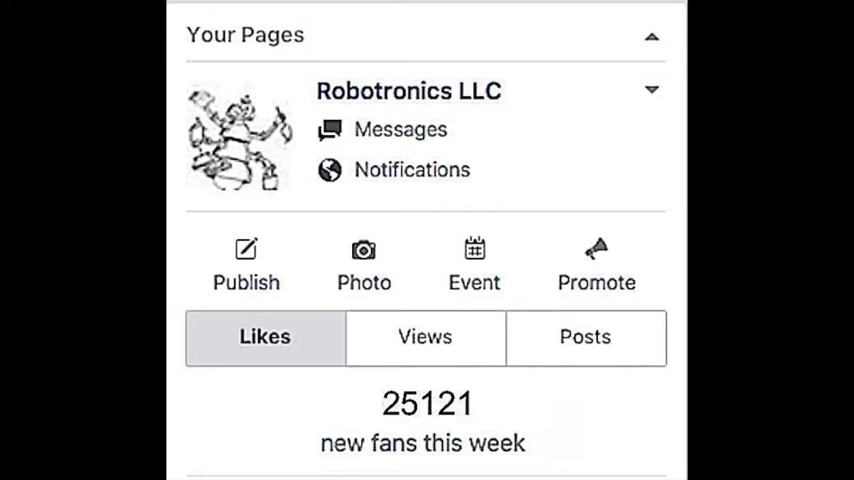 Your Pages
Robotronics LLC
Messages
Notifications
Publish Photo Event Promote
Likes Views Posts
25121
new fans this week